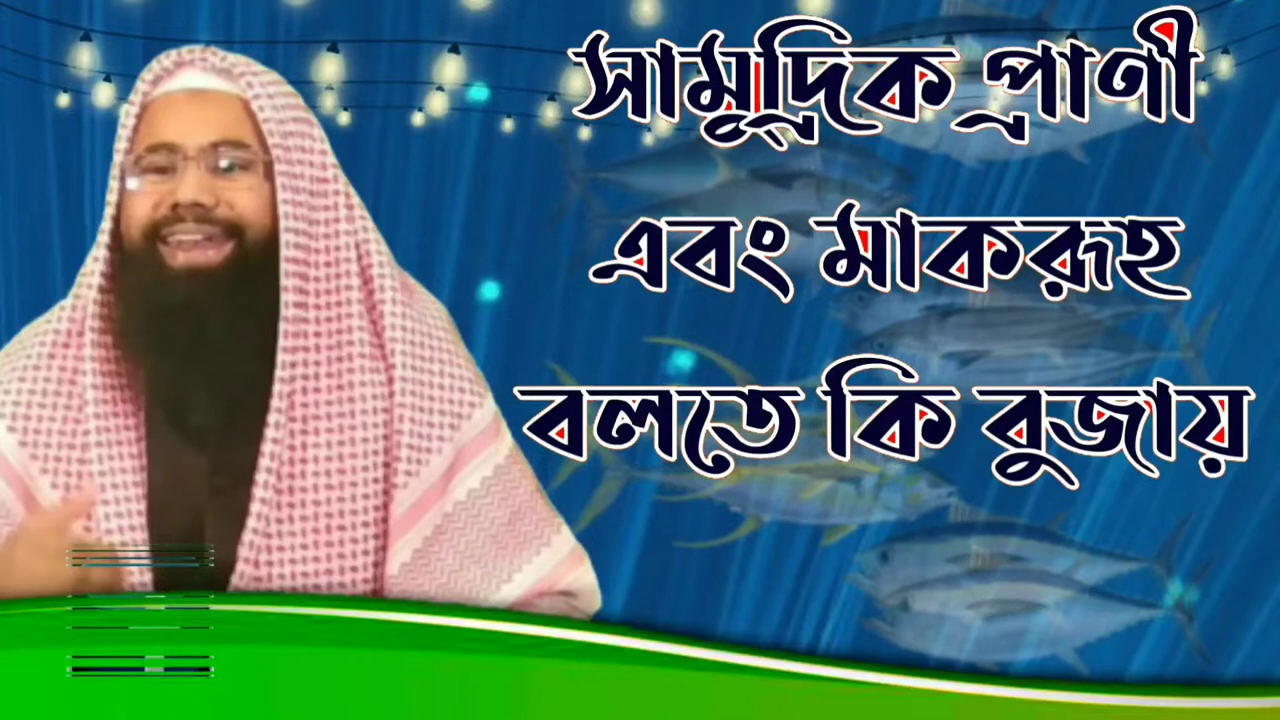 সামুদ্রিক প্রাণী
এবং মাকরূহ
বলতে কি বুজায়